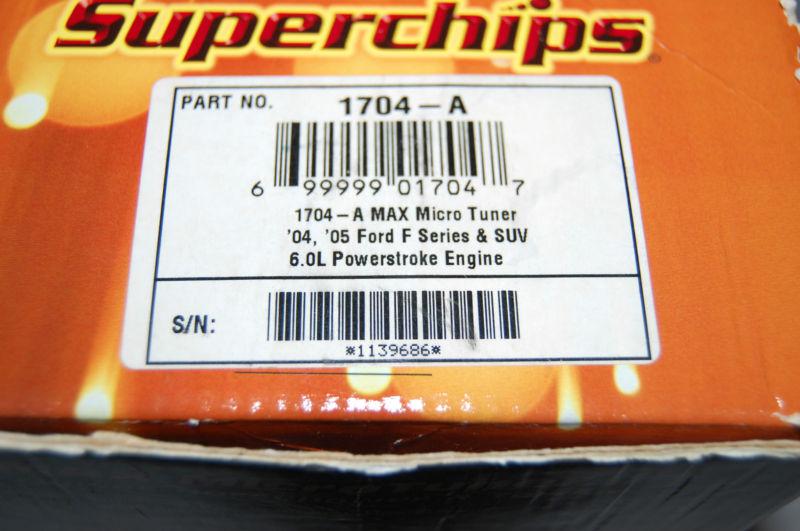 Superchips®
PART NO. 1704-A
6 99999 01704 7
1704-A MAX Micro Tuner
'04, '05 Ford F Series & SUV
6.0L Powerstroke Engine
S/N:
*1139686*